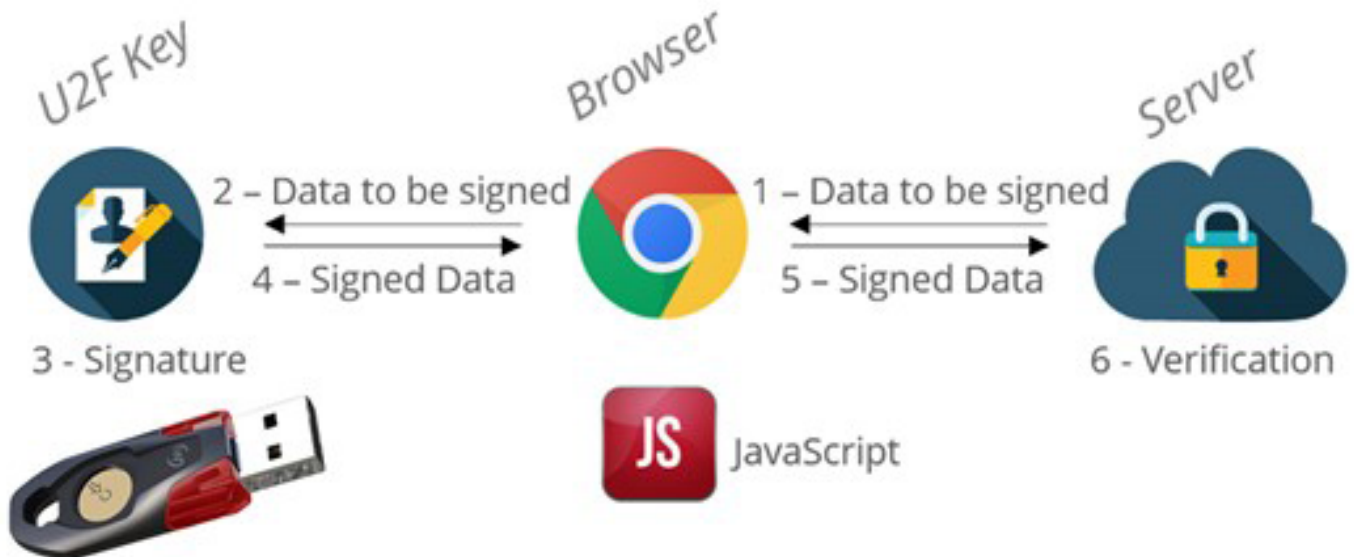 U2F Key
Browser
Server
2 – Data to be signed
1 – Data to be signed
4 – Signed Data
5 – Signed Data
3 - Signature
6 - Verification
JS
JavaScript